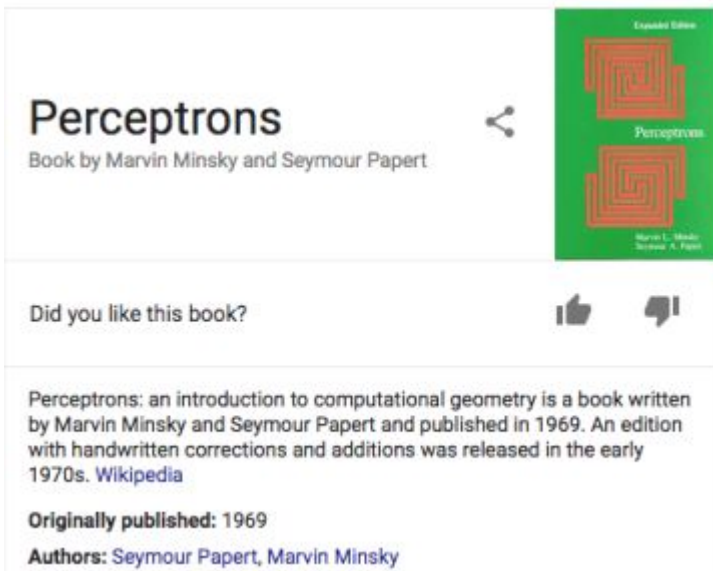 Expanded Edition
Perceptrons
Book by Marvin Minsky and Seymour Papert
Perceptrons
Marvin L. Minsky
Seymour A. Papert
Did you like this book?
Perceptrons: an introduction to computational geometry is a book written
by Marvin Minsky and Seymour Papert and published in 1969. An edition
with handwritten corrections and additions was released in the early
1970s. Wikipedia
Originally published: 1969
Authors: Seymour Papert, Marvin Minsky